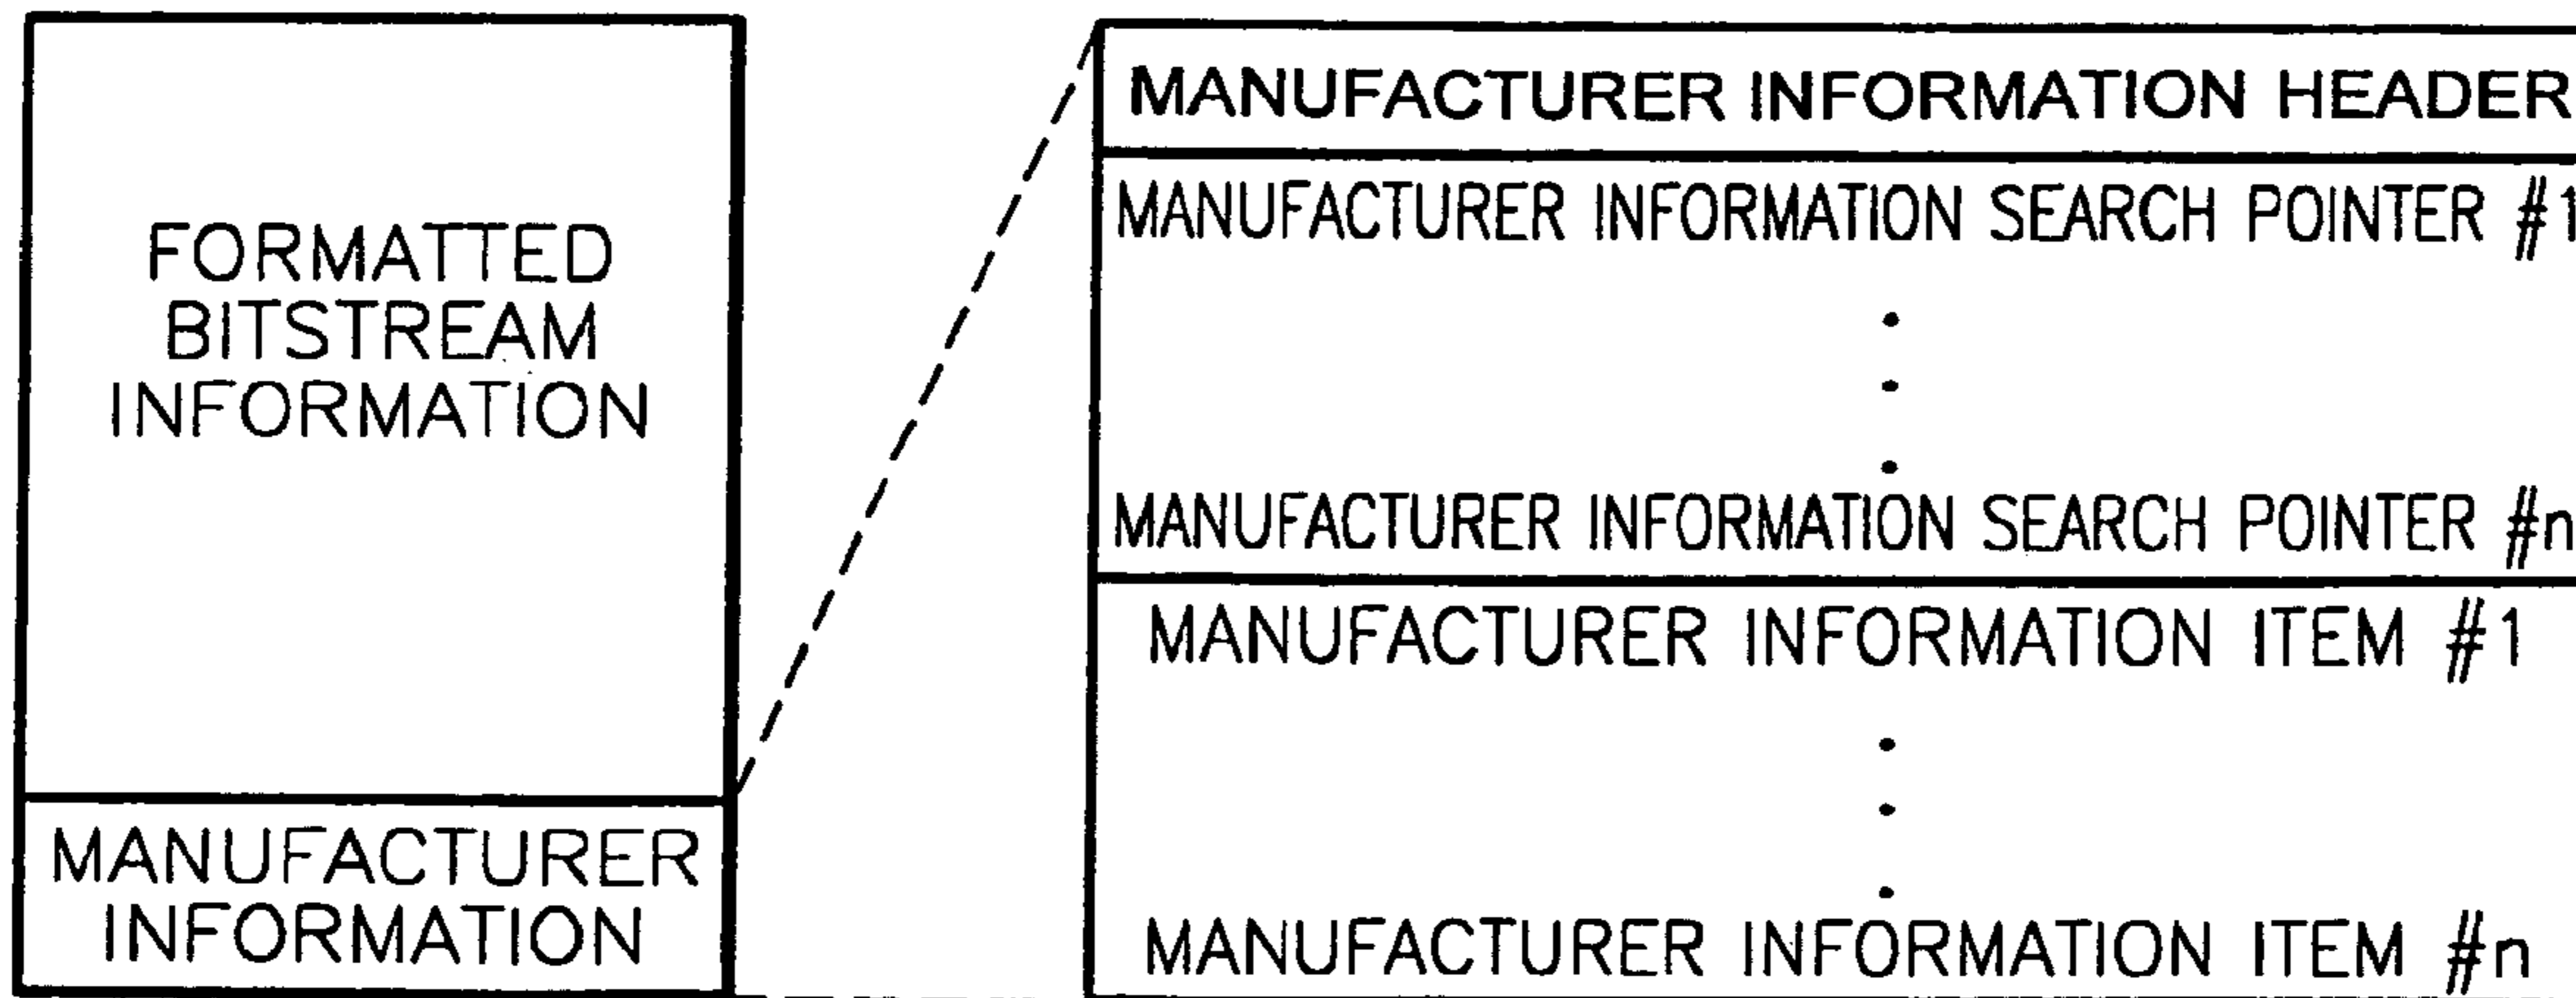 FORMATTED
BITSTREAM
INFORMATION
MANUFACTURER
INFORMATION
MANUFACTURER INFORMATION HEADER
MANUFACTURER INFORMATION SEARCH POINTER #1
MANUFACTURER INFORMATION SEARCH POINTER #n
MANUFACTURER INFORMATION ITEM #1
MANUFACTURER INFORMATION ITEM #n